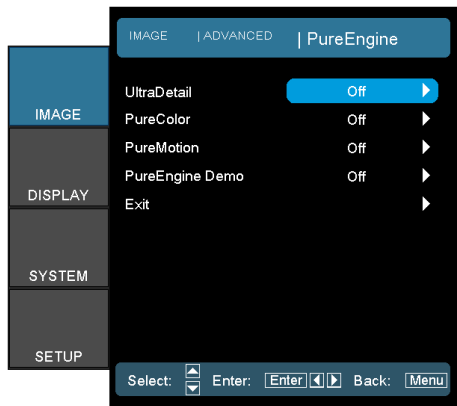 IMAGE | ADVANCED | PureEngine
IMAGE
DISPLAY
SYSTEM
SETUP
UltraDetail Off
PureColor Off
PureMotion Off
PureEngine Demo Off
Exit
Select: Enter: Enter Back: Menu